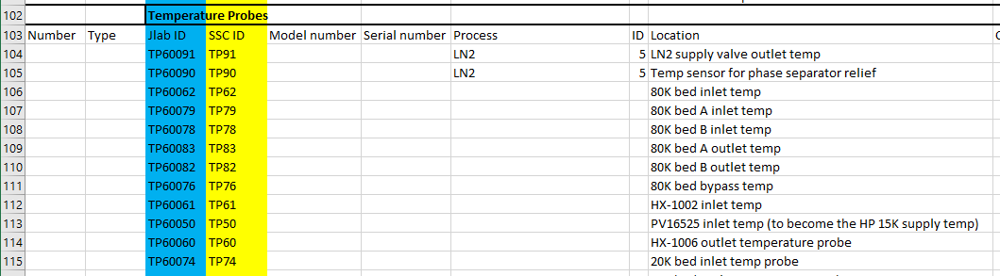 102 Temperature Probes
103 Number Type Jlab ID SSC ID Model number Serial number Process ID Location
104 TP60091 TP91 LN2 5 LN2 supply valve outlet temp
105 TP60090 TP90 LN2 5 Temp sensor for phase separator relief
106 TP60062 TP62 80K bed inlet temp
107 TP60079 TP79 80K bed A inlet temp
108 TP60078 TP78 80K bed B inlet temp
109 TP60083 TP83 80K bed A outlet temp
110 TP60082 TP82 80K bed B outlet temp
111 TP60076 TP76 80K bed bypass temp
112 TP60061 TP61 HX-1002 inlet temp
113 TP60050 TP50 PV16525 inlet temp (to become the HP 15K supply temp)
114 TP60060 TP60 HX-1006 outlet temperature probe
115 TP60074 TP74 20K bed inlet temp probe